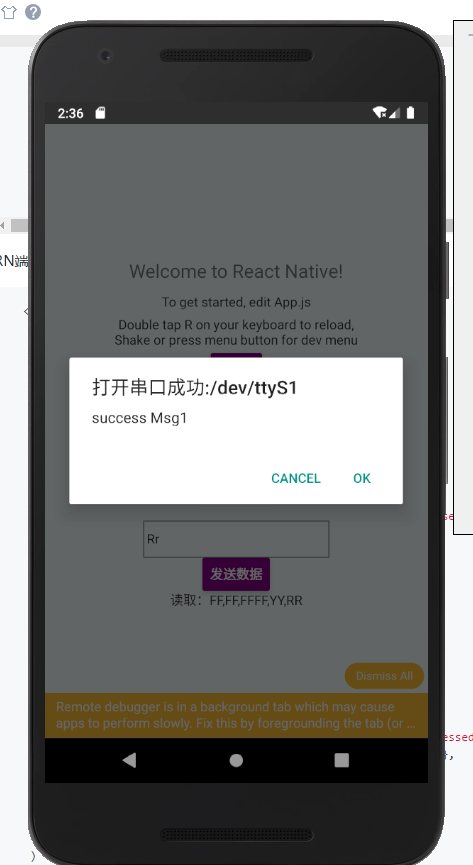 ?
2:36
RN端
Welcome to React Native!
To get started, edit App.js
Double tap R on your keyboard to reload,
Shake or press menu button for dev menu
打开串口成功:/dev/ttyS1
success Msg1
CANCEL
OK
Rr
发送数据
读取：FF,FF,FFFF,YY,RR
Dismiss All
Remote debugger is in a background tab which may cause
apps to perform slowly. Fix this by foregrounding the tab (or …